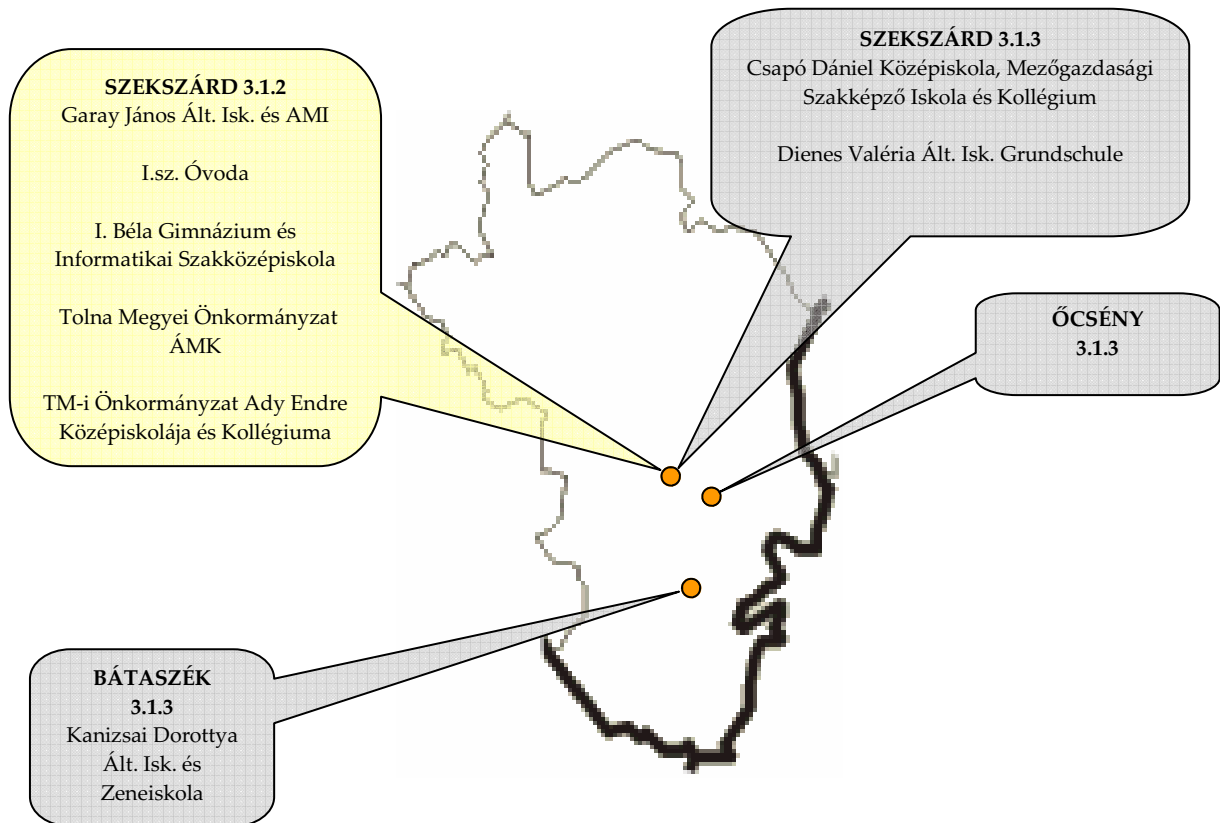 SZEKSZÁRD 3.1.2
Garay János Ált. Isk. és AMI
I.sz. Óvoda
I. Béla Gimnázium és
Informatikai Szakközépiskola
Tolna Megyei Önkormányzat
ÁMK
TM-i Önkormányzat Ady Endre
Középiskolája és Kollégiuma
SZEKSZÁRD 3.1.3
Csapó Dániel Középiskola, Mezőgazdasági
Szakképző Iskola és Kollégium
Dienes Valéria Ált. Isk. Grundschule
ŐCSÉNY
3.1.3
BÁTASZÉK
3.1.3
Kanizsai Dorottya
Ált. Isk. és
Zeneiskola